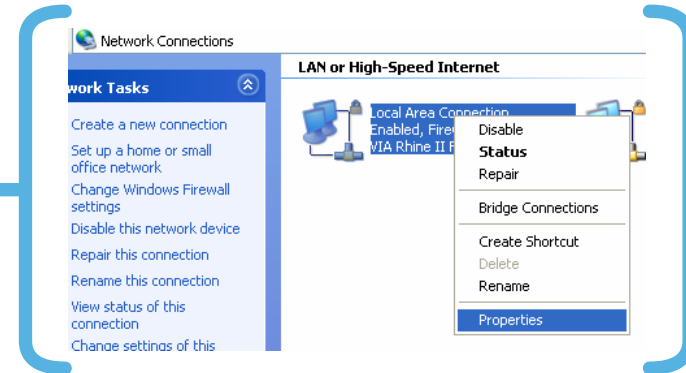 Network Connections
LAN or High-Speed Internet
work Tasks
Create a new connection
Set up a home or small
office network
Change Windows Firewall
settings
Disable this network device
Repair this connection
Rename this connection
View status of this
connection
Change settings of this
Local Area Connection
Enabled, Fire
VIA Rhine II F
Disable
Status
Repair
Bridge Connections
Create Shortcut
Delete
Rename
Properties